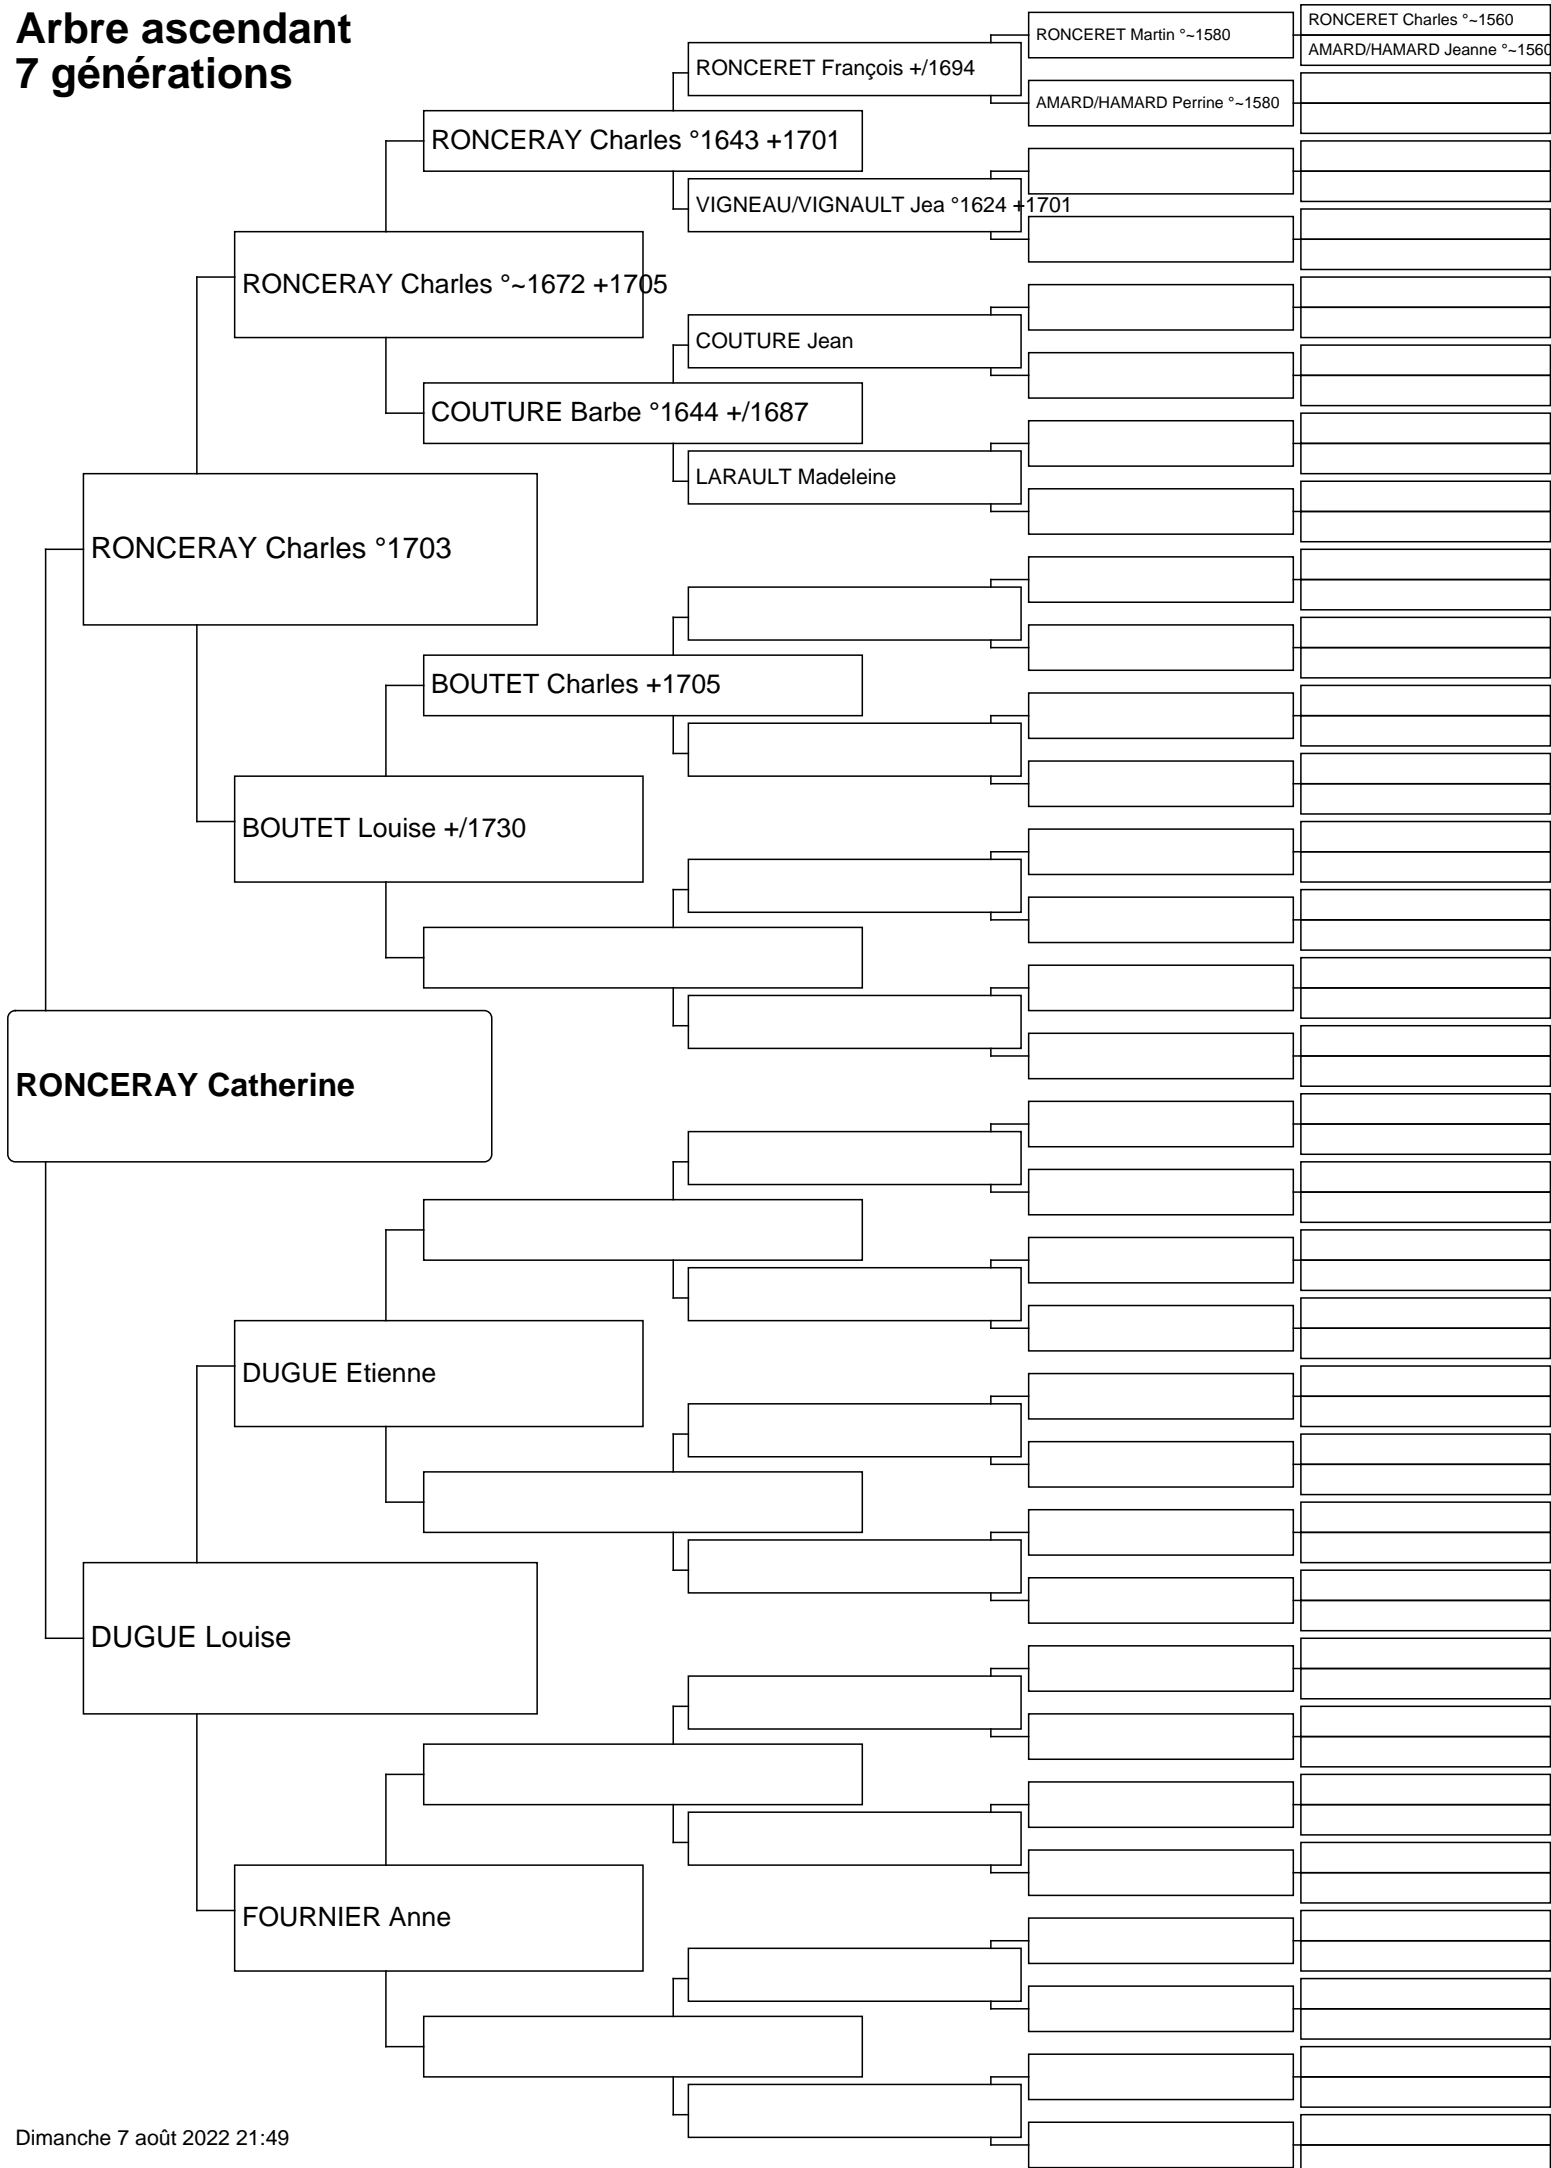 Arbre ascendant
7 générations
RONCERET Charles °~1560
RONCERET Martin °~1580
AMARD/HAMARD Jeanne °~1560
RONCERET François +/1694
AMARD/HAMARD Perrine °~1580
RONCERAY Charles °1643 +1701
VIGNEAU/VIGNAULT Jea °1624 +1701
RONCERAY Charles °~1672 +1705
COUTURE Jean
COUTURE Barbe °1644 +/1687
LARAULT Madeleine
RONCERAY Charles °1703
BOUTET Charles +1705
BOUTET Louise +/1730
RONCERAY Catherine
DUGUE Etienne
DUGUE Louise
FOURNIER Anne
Dimanche 7 août 2022 21:49